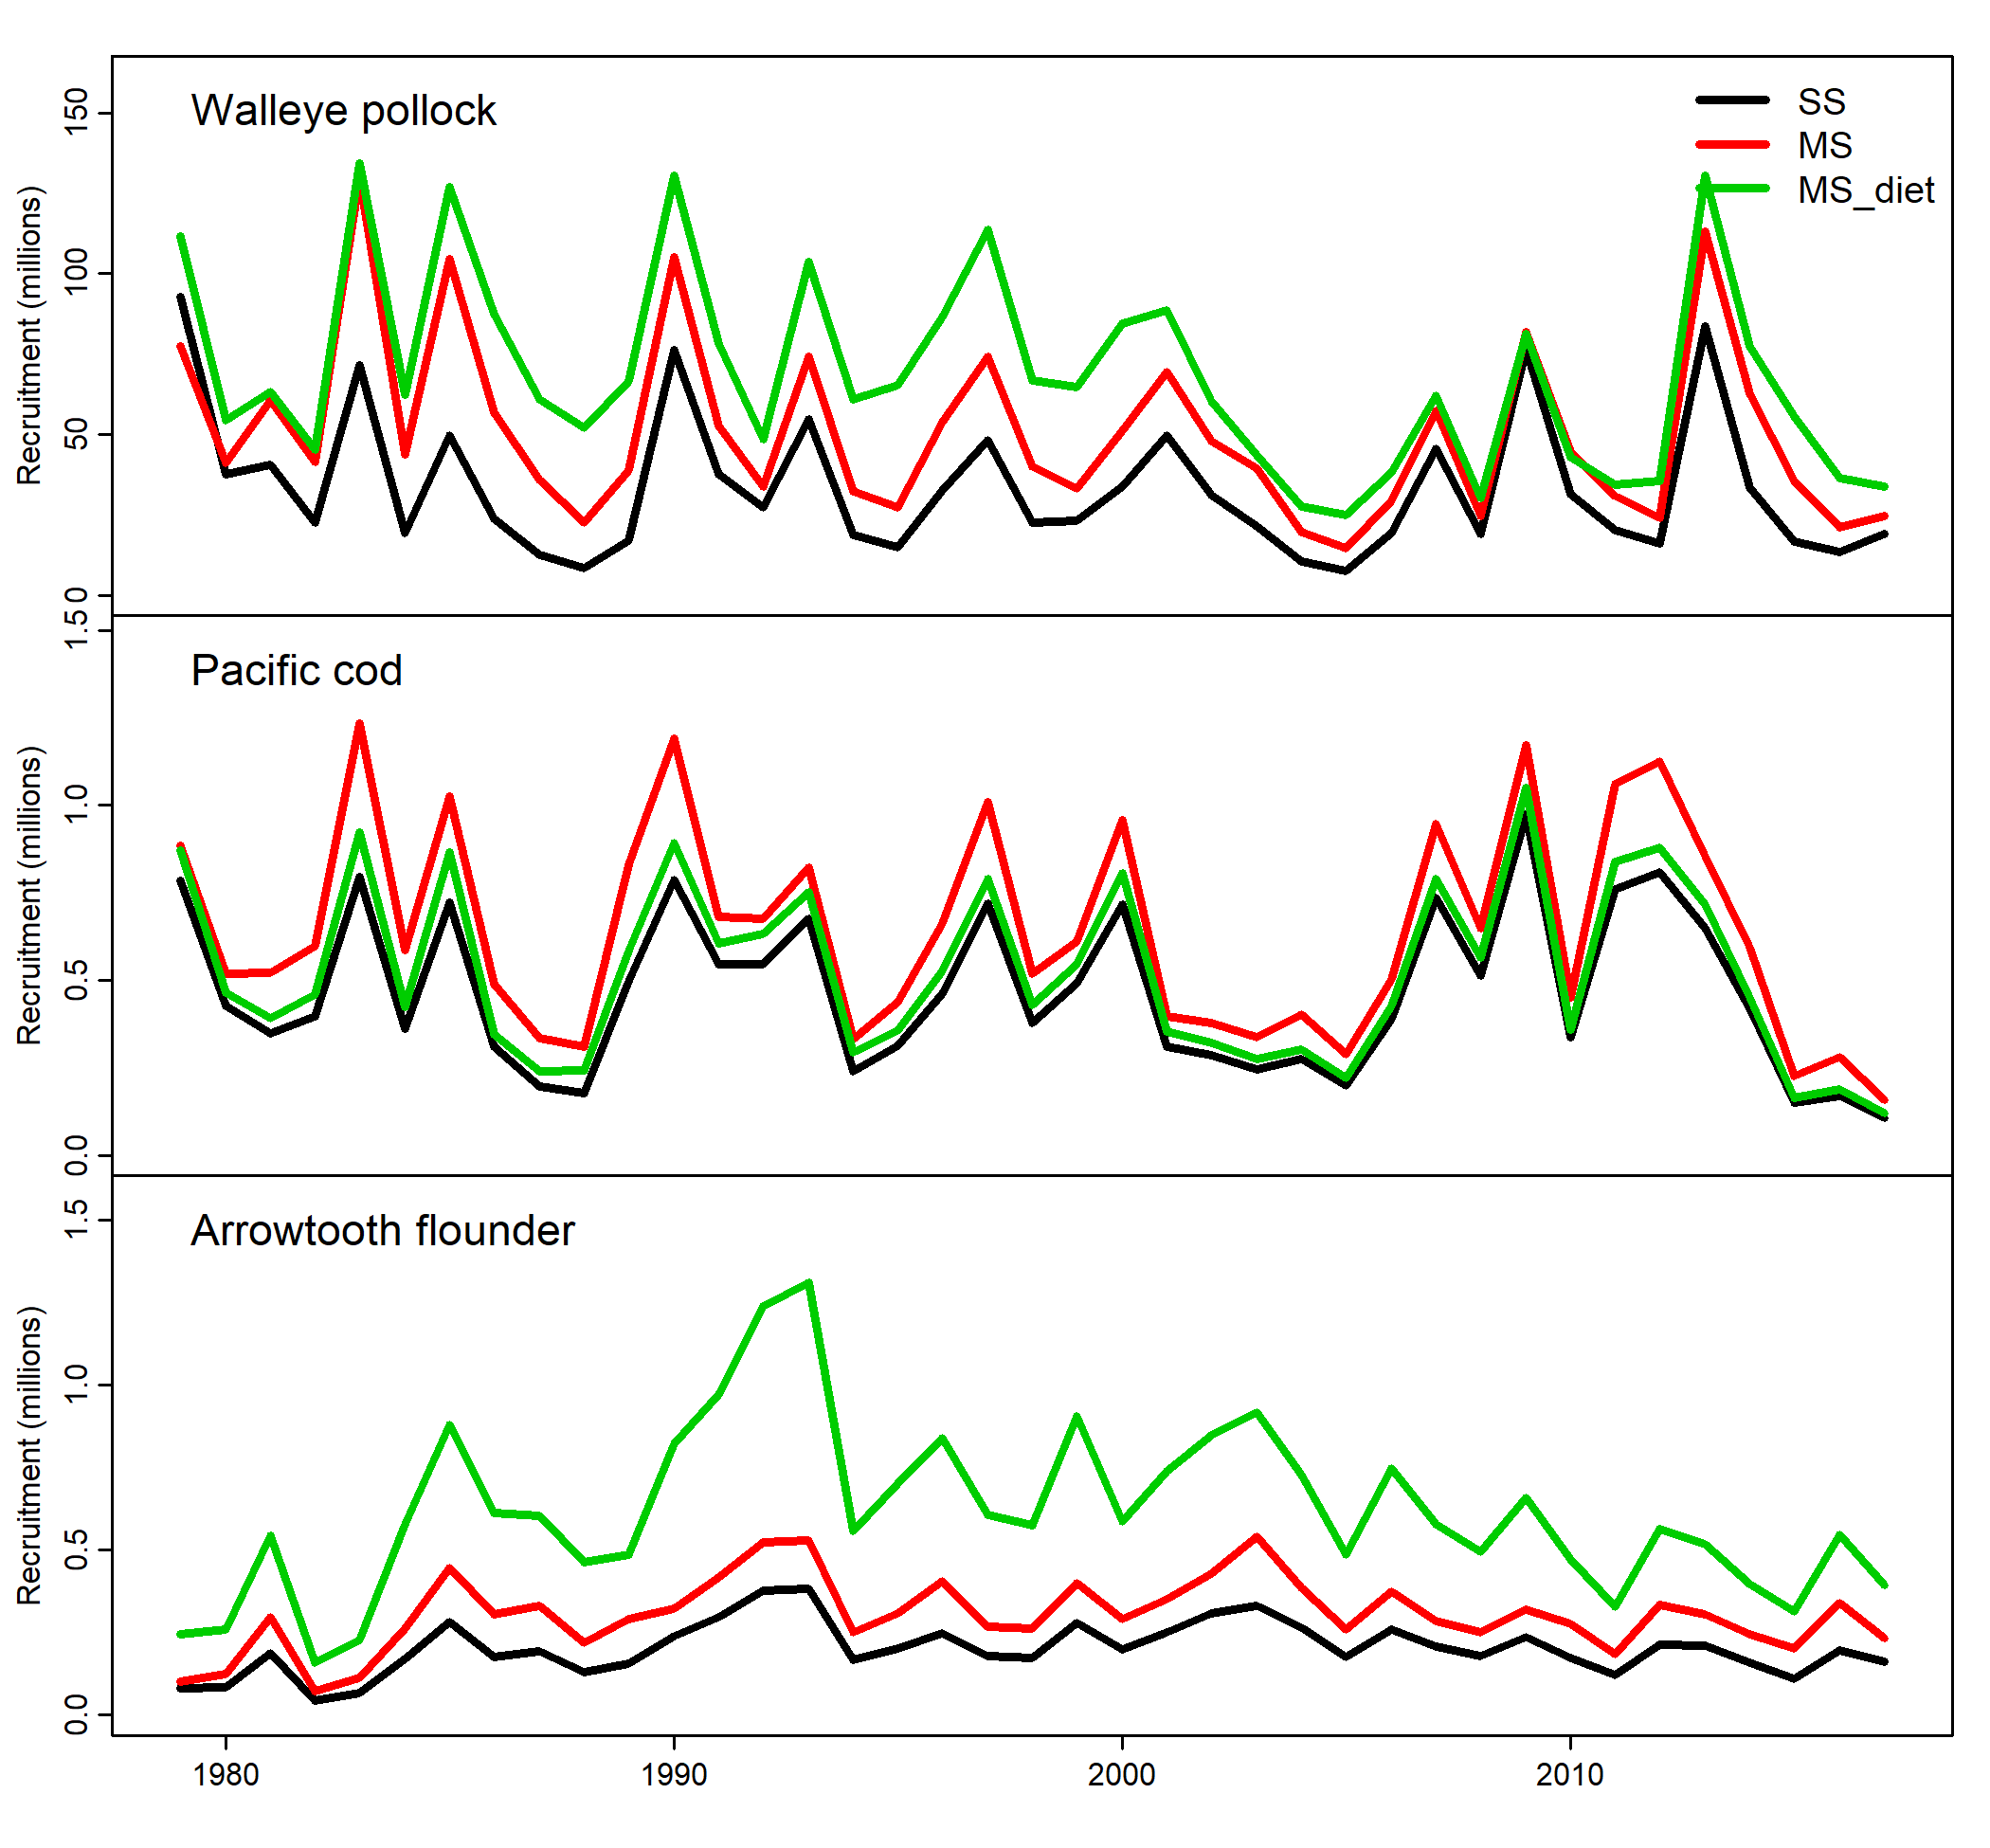 Walleye pollock
SS
MS
MS_diet
Recruitment (millions)
150
100
50
0
Pacific cod
Recruitment (millions)
1.5
1.0
0.5
0.0
Arrowtooth flounder
Recruitment (millions)
1.5
1.0
0.5
0.0
1980 1990 2000 2010